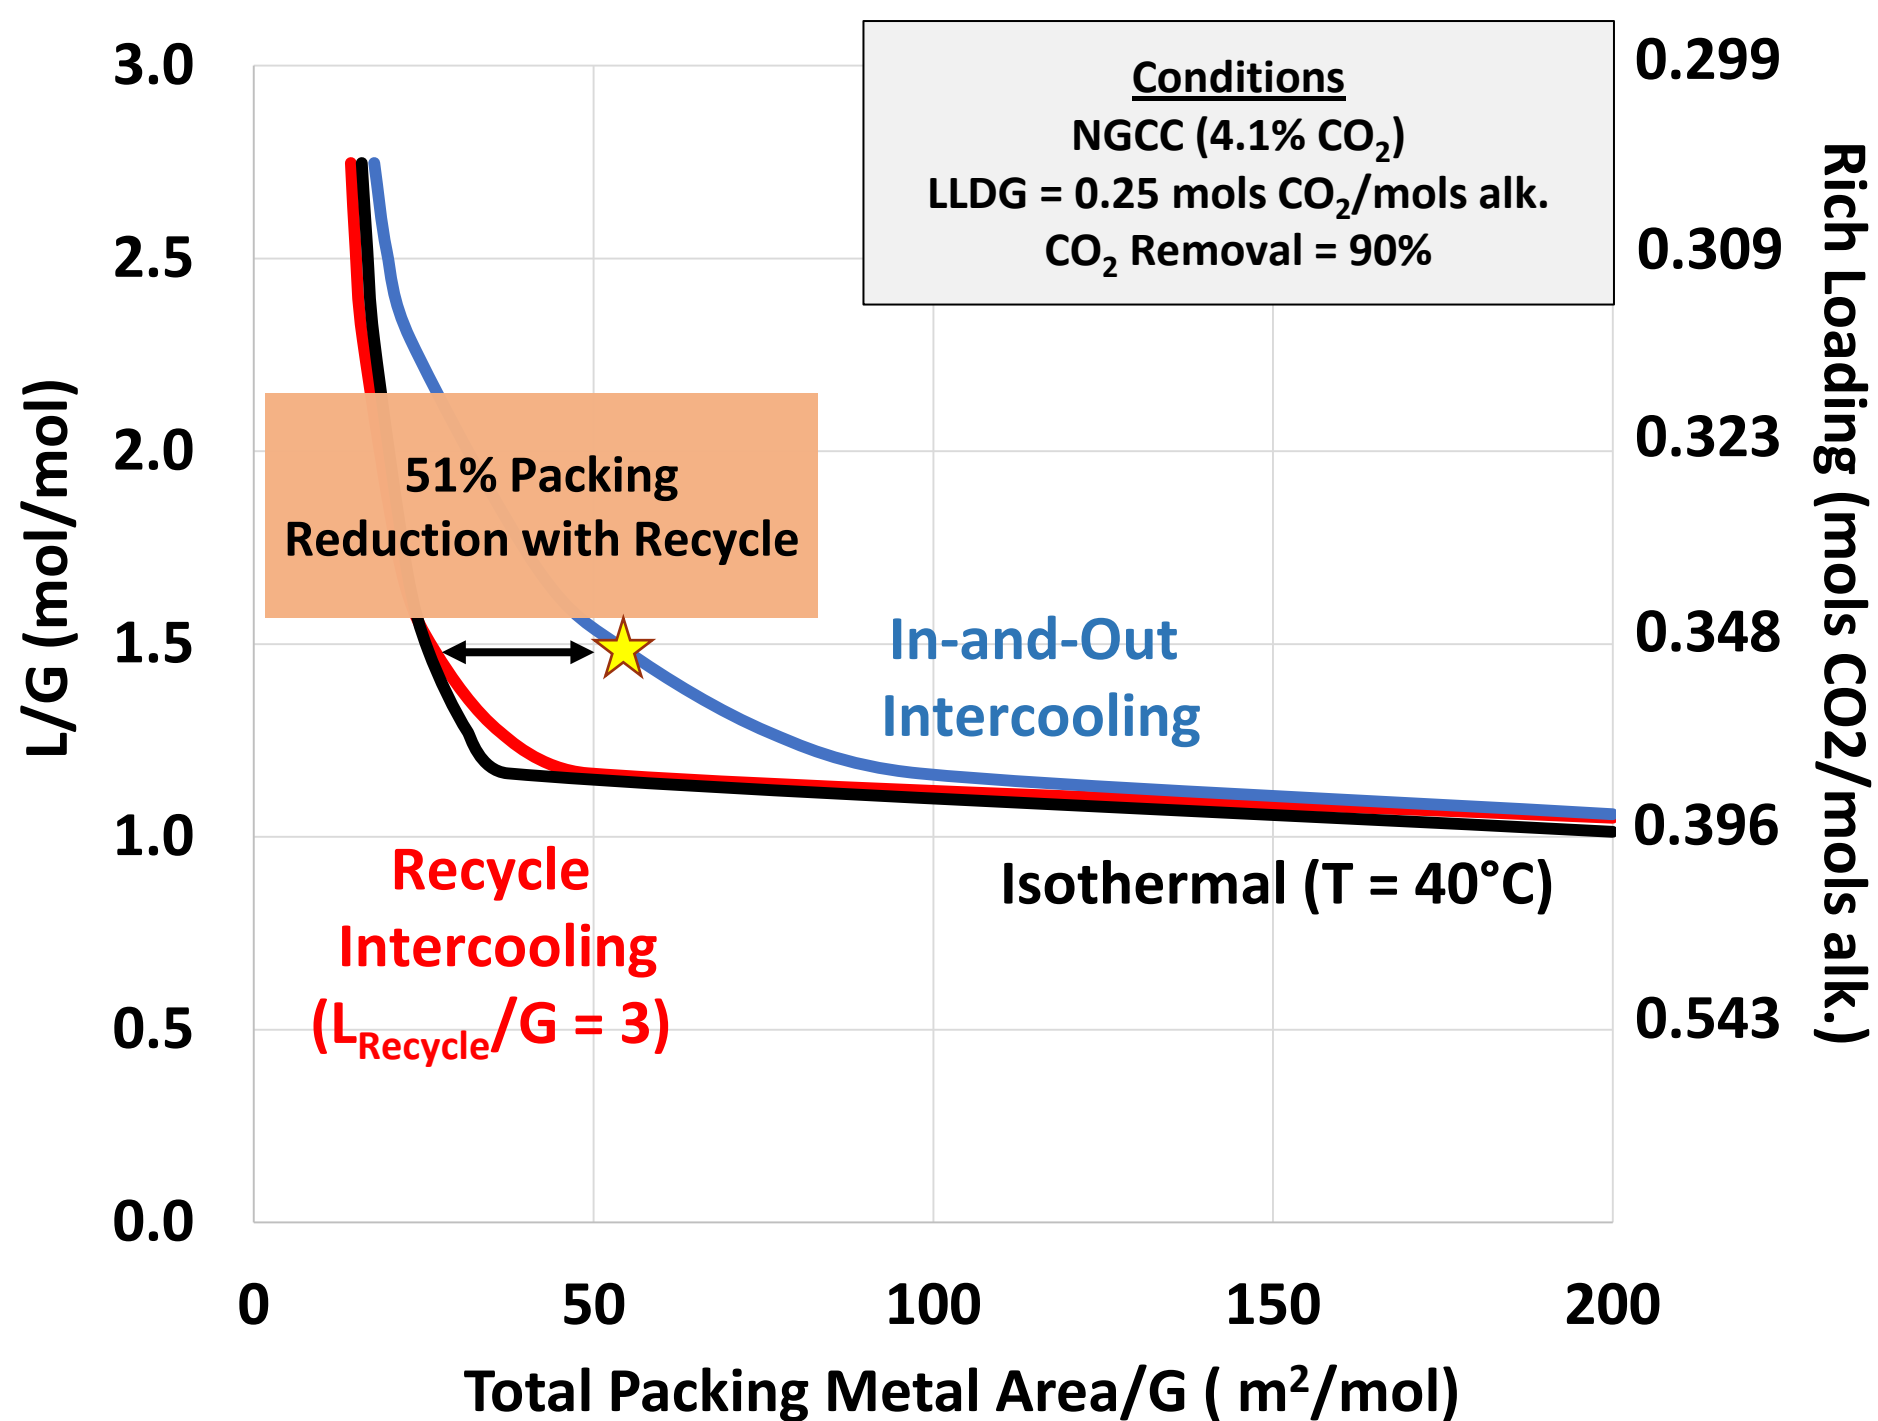 3.0
2.5
2.0
1.5
1.0
0.5
0.0
L/G (mol/mol)
Conditions
NGCC (4.1% CO₂)
LLDG = 0.25 mols CO₂/mols alk.
CO₂ Removal = 90%
51% Packing
Reduction with Recycle
In-and-Out
Intercooling
Recycle
Intercooling
(L_Recycle/G = 3)
Isothermal (T = 40°C)
0.299
0.309
0.323
0.348
0.396
0.543
Rich Loading (mols CO2/mols alk.)
0 50 100 150 200
Total Packing Metal Area/G ( m²/mol)